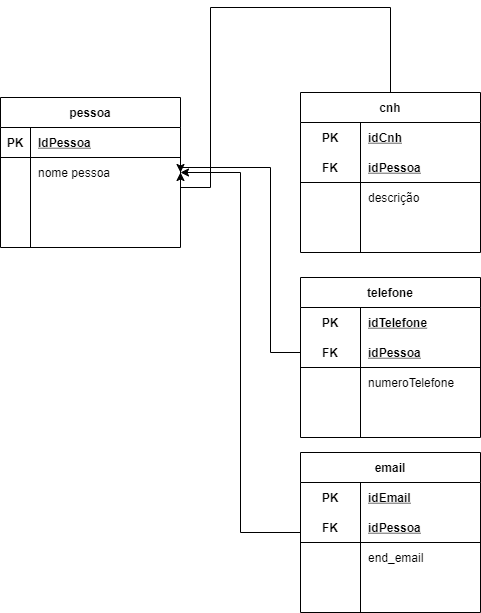 pessoa
PK IdPessoa
nome pessoa
cnh
PK idCnh
FK idPessoa
descrição
telefone
PK idTelefone
FK idPessoa
numeroTelefone
email
PK idEmail
FK idPessoa
end_email